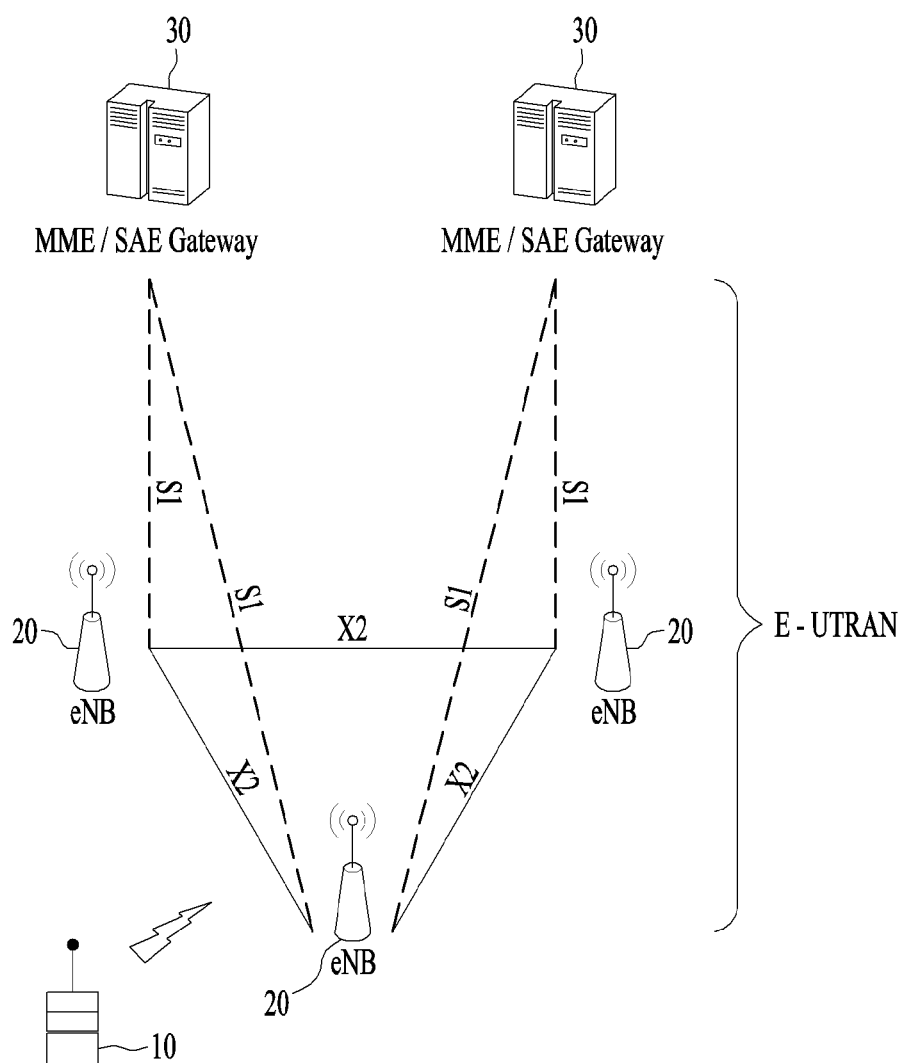 30
30
MME / SAE Gateway
MME / SAE Gateway
S1
S1
S1
S1
X2
20
20
E - UTRAN
eNB
eNB
X2
X2
20
eNB
10